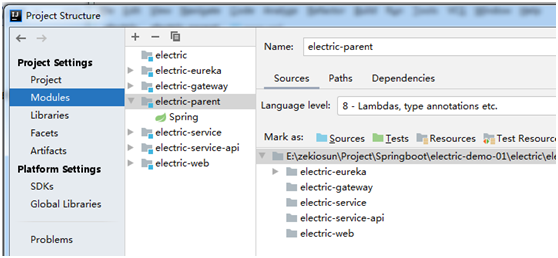 Project Structure
Project Settings
Project
Modules
Libraries
Facets
Artifacts
Platform Settings
SDKs
Global Libraries
Problems
electric
electric-eureka
electric-gateway
electric-parent
Spring
electric-service
electric-service-api
electric-web
Name: electric-parent
Sources Paths Dependencies
Language level: 8 - Lambdas, type annotations etc.
Mark as: Sources Tests Resources Test Resource
E:\zekiosun\Project\Springboot\electric-demo-01\electric\ele
electric-eureka
electric-gateway
electric-service
electric-service-api
electric-web